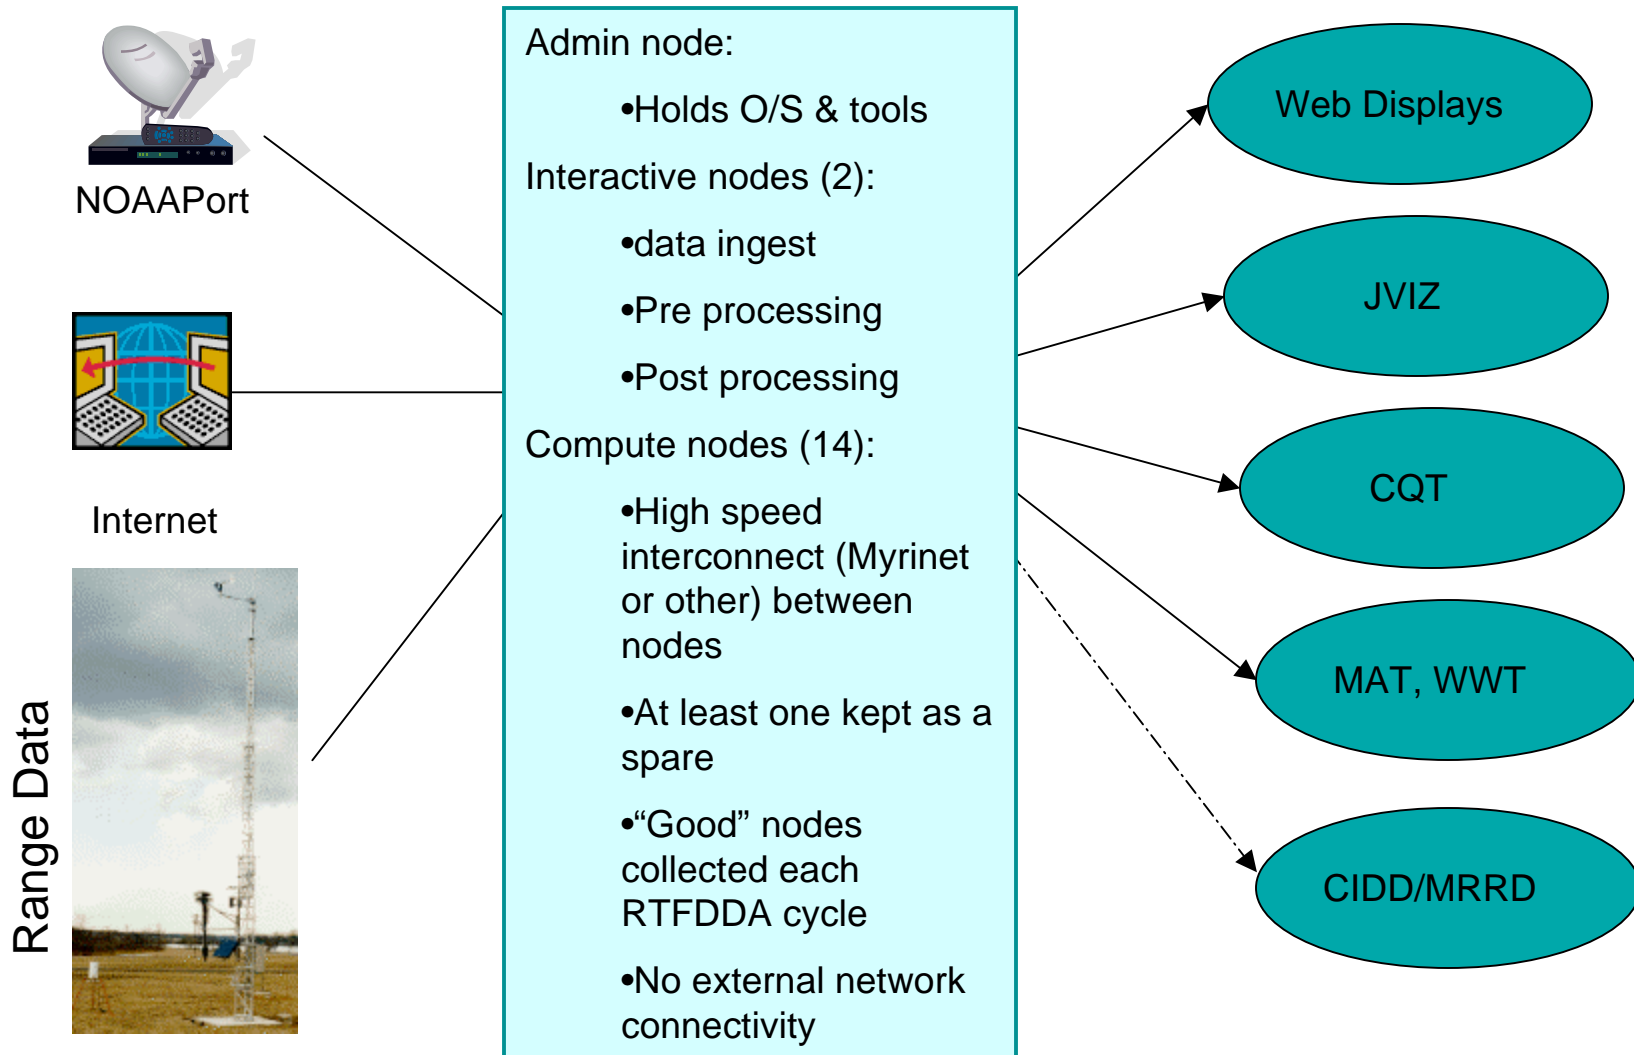 NOAAPort
Internet
Range Data
Admin node:
•Holds O/S & tools
Interactive nodes (2):
•data ingest
•Pre processing
•Post processing
Compute nodes (14):
•High speed
interconnect (Myrinet
or other) between
nodes
•At least one kept as a
spare
•“Good” nodes
collected each
RTFDDA cycle
•No external network
connectivity
Web Displays
JVIZ
CQT
MAT, WWT
CIDD/MRRD